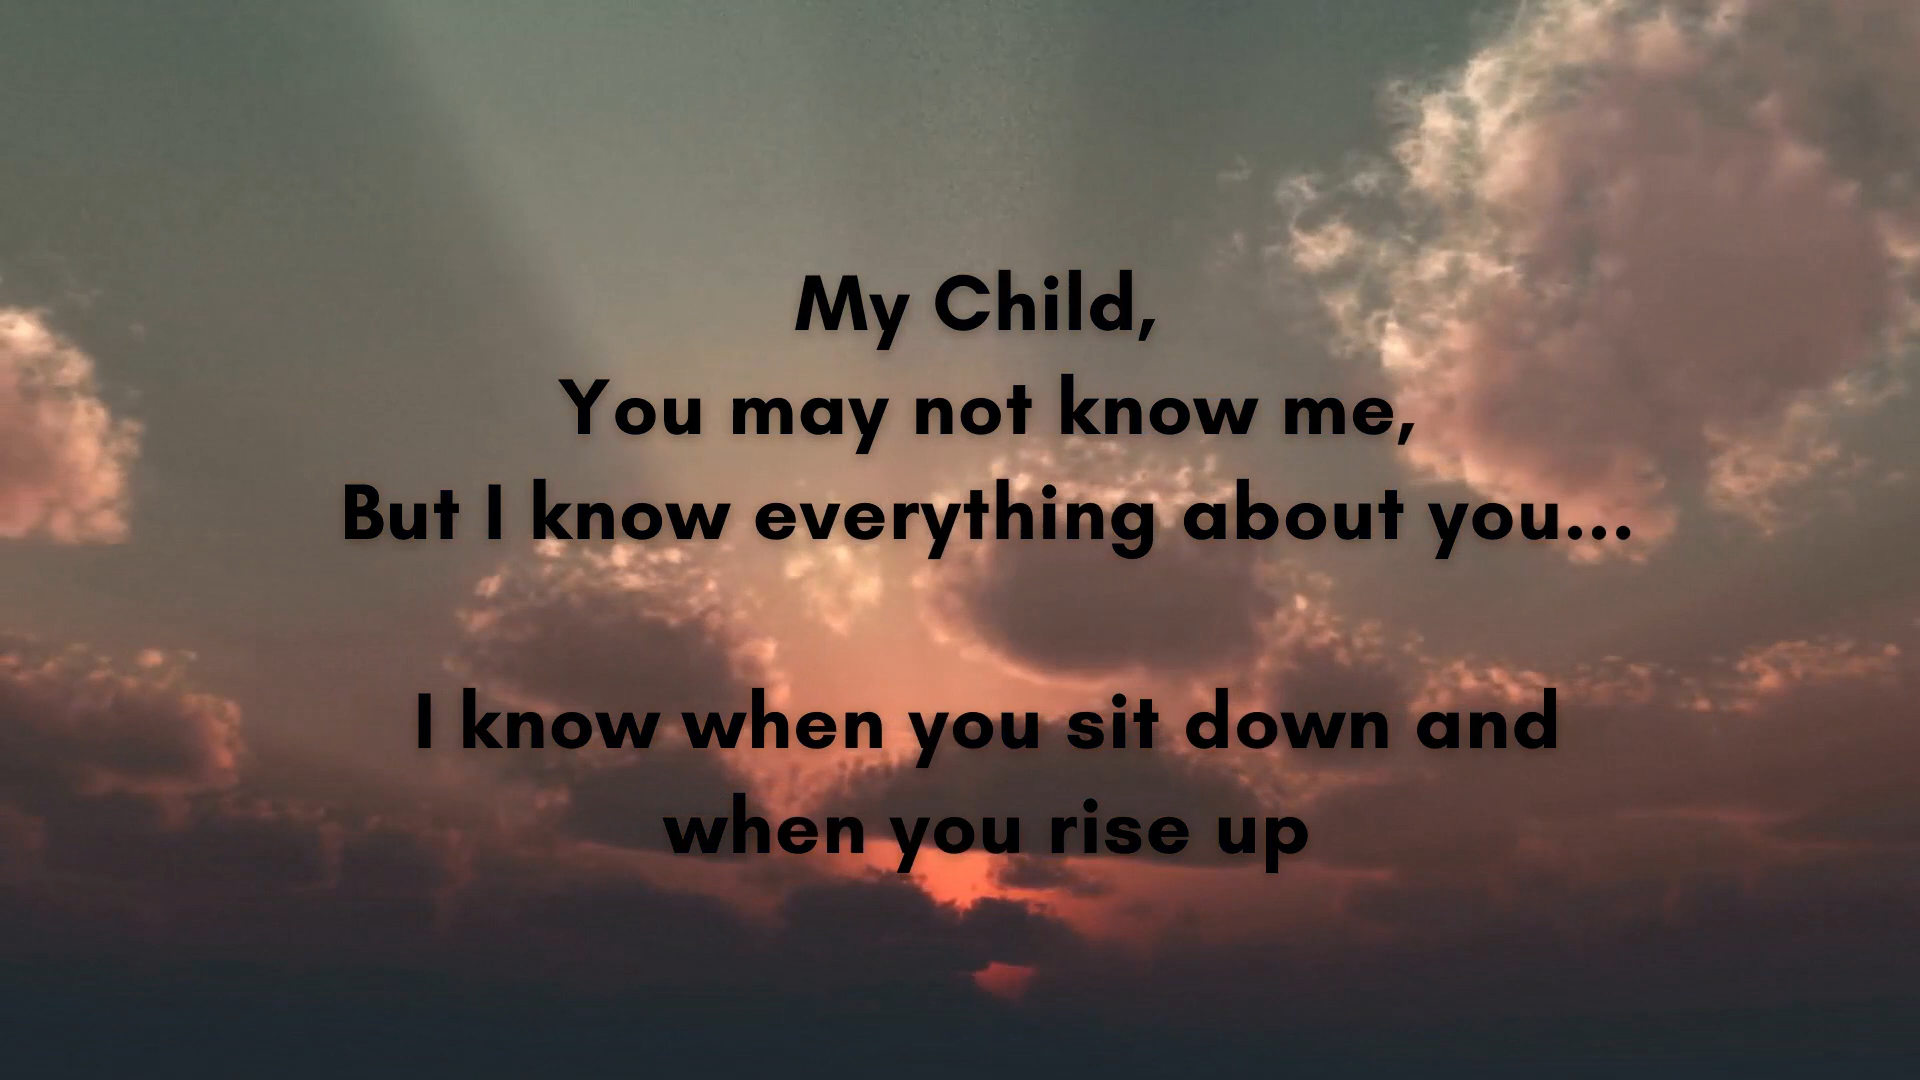 My Child,
You may not know me,
But I know everything about you...
I know when you sit down and
when you rise up